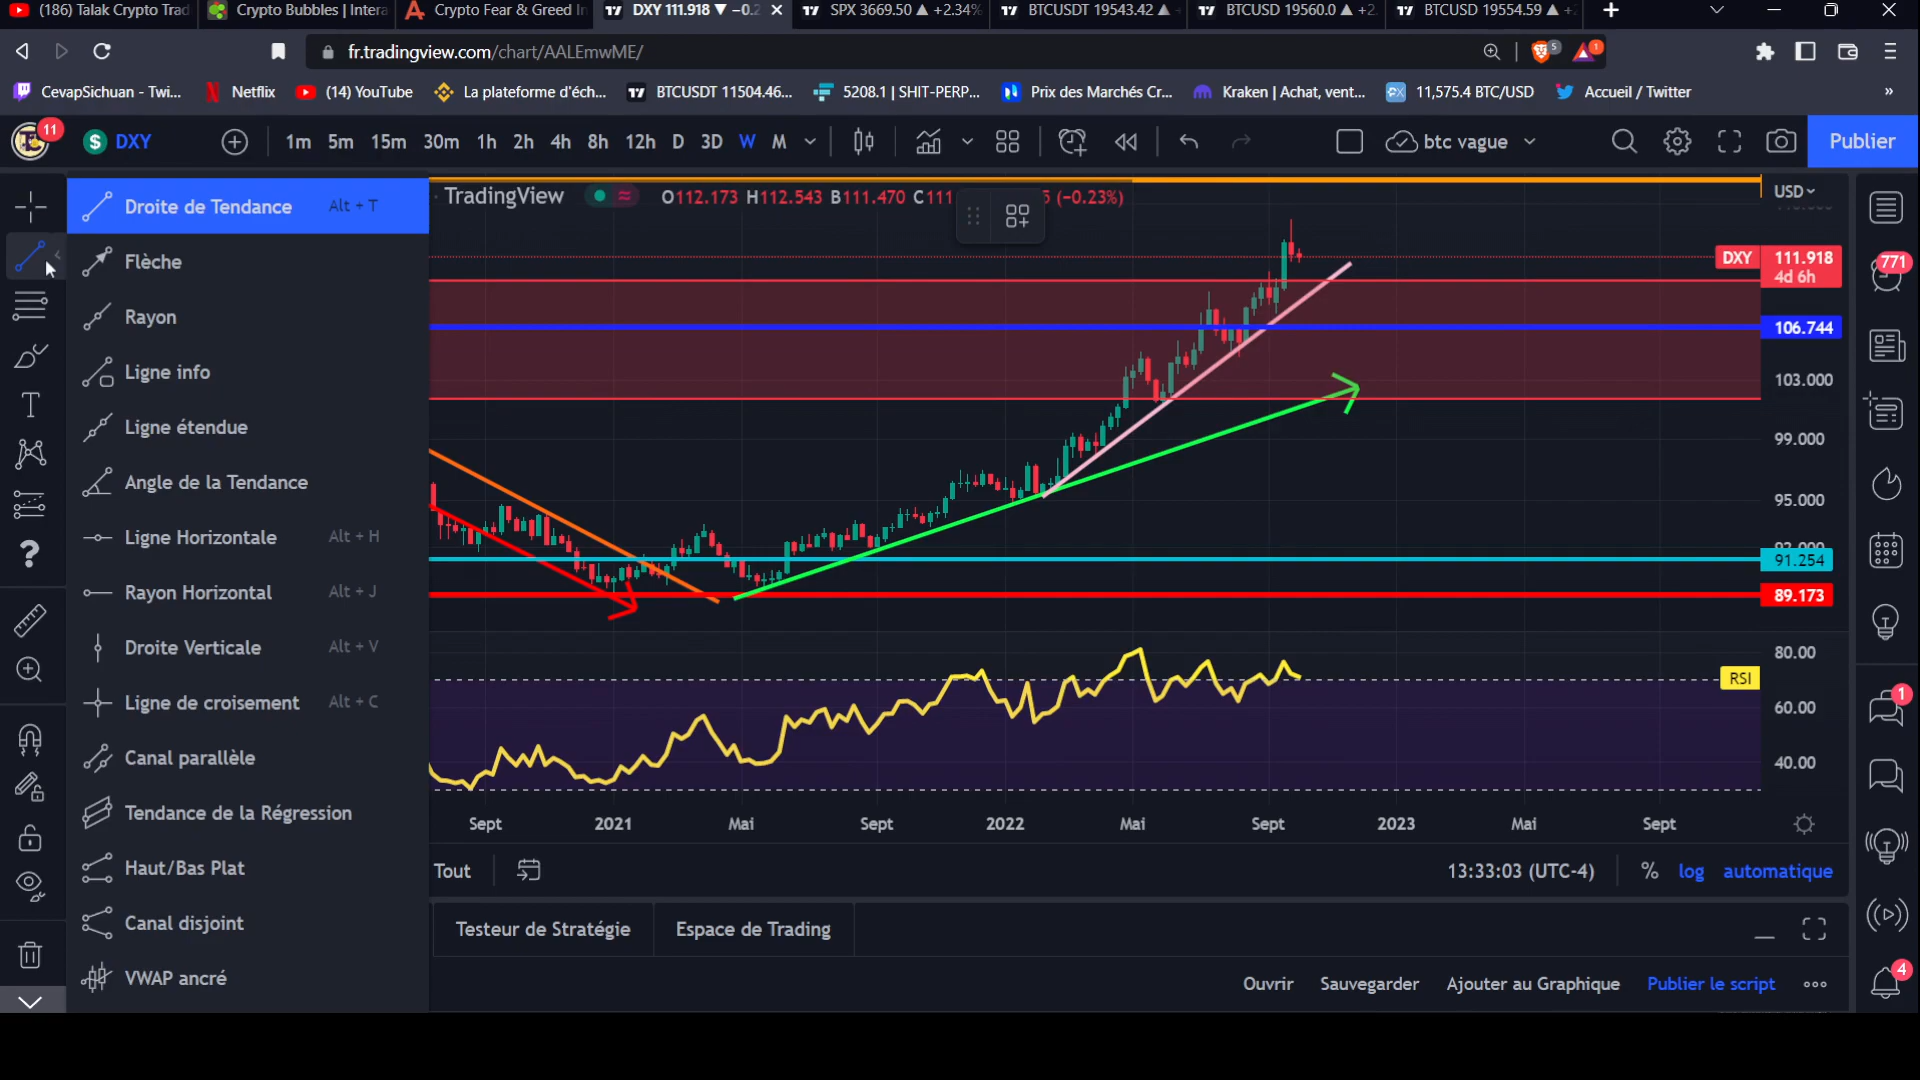 (186) Talak Crypto Trad
Crypto Bubbles | Intera
Crypto Fear & Greed In
DXY 111.918 ▼ −0.2
SPX 3669.50 ▲ +2.34%
BTCUSDT 19543.42 ▲
BTCUSD 19560.0 ▲ +2.
BTCUSD 19554.59 ▲ +2
fr.tradingview.com/chart/AALEmwME/
5
1
CevapSichuan - Twi...
Netflix
(14) YouTube
La plateforme d'éch...
BTCUSDT 11504.46...
5208.1 | SHIT-PERP...
Prix des Marchés Cr...
Kraken | Achat, vent...
11,575.4 BTC/USD
Accueil / Twitter
»
11
DXY
1m 5m 15m 30m 1h 2h 4h 8h 12h D 3D W M
btc vague
Publier
Droite de Tendance Alt + T
Flèche
Rayon
Ligne info
Ligne étendue
Angle de la Tendance
Ligne Horizontale Alt + H
Rayon Horizontal Alt + J
Droite Verticale Alt + V
Ligne de croisement Alt + C
Canal parallèle
Tendance de la Régression
Haut/Bas Plat
Canal disjoint
VWAP ancré
TradingView
O112.173 H112.543 B111.470 C111
5 (−0.23%)
USD
DXY 111.918
4d 6h
106.744
103.000
99.000
95.000
91.254
89.173
80.00
RSI
60.00
40.00
Sept 2021 Mai Sept 2022 Mai Sept 2023 Mai Sept
Tout
13:33:03 (UTC-4)
% log automatique
Testeur de Stratégie
Espace de Trading
Ouvrir
Sauvegarder
Ajouter au Graphique
Publier le script
771
1
4